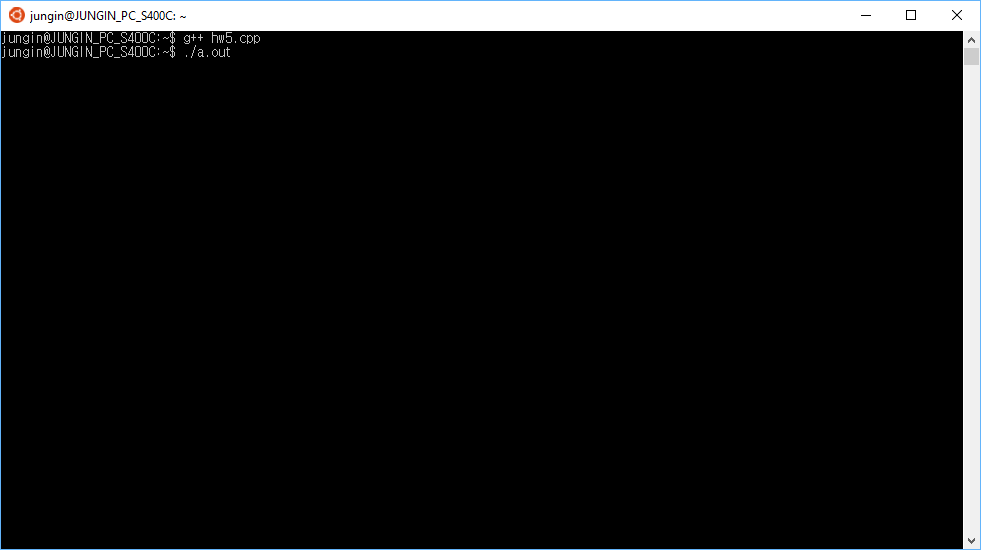 jungin@JUNGIN_PC_S400C: ~
jungin@JUNGIN_PC_S400C:~$ g++ hw5.cpp
jungin@JUNGIN_PC_S400C:~$ ./a.out